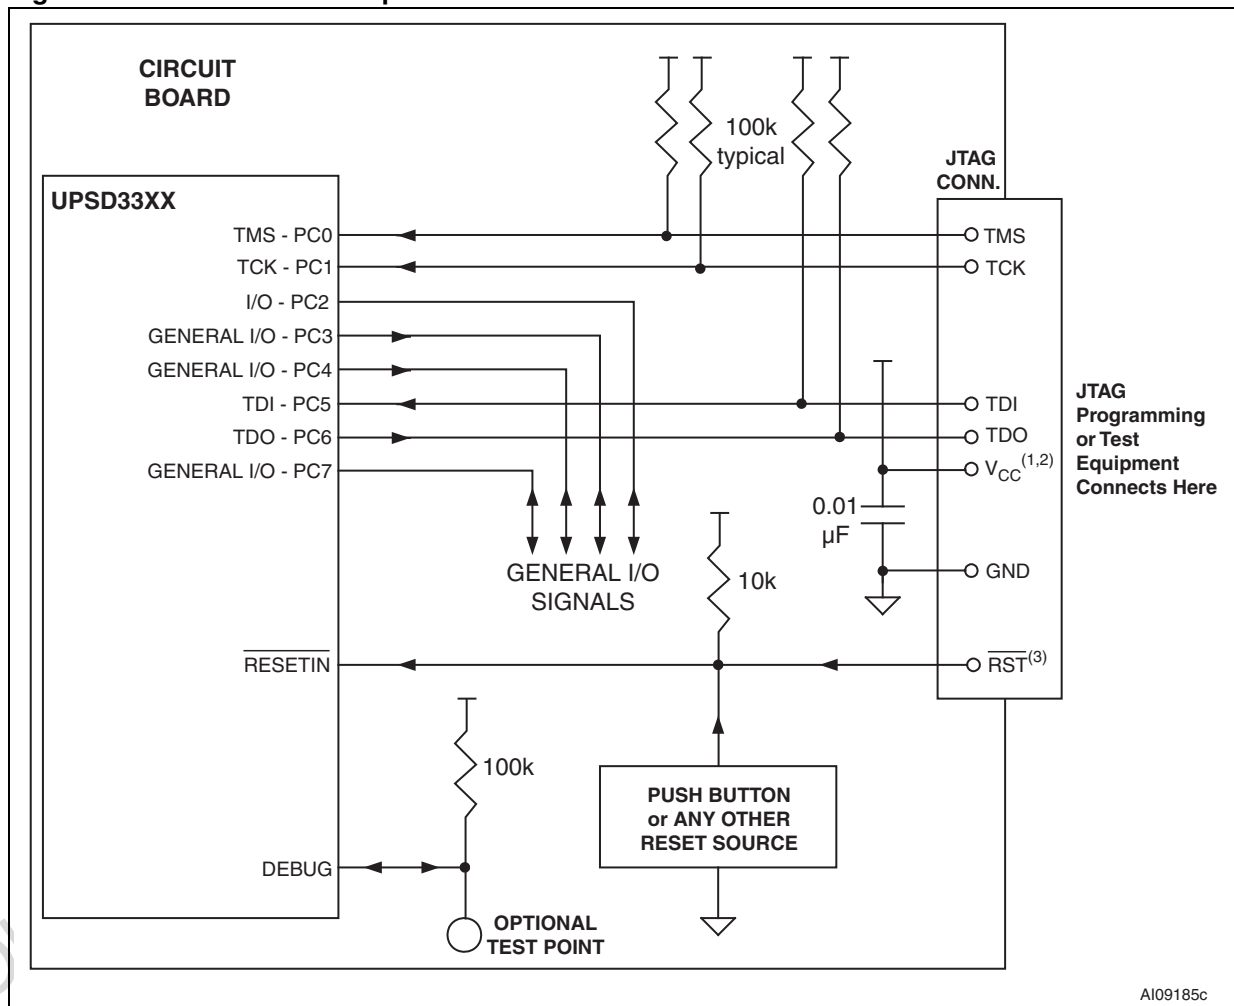 CIRCUIT
BOARD
100k
typical
JTAG
CONN.
UPSD33XX
TMS - PC0
TCK - PC1
I/O - PC2
GENERAL I/O - PC3
GENERAL I/O - PC4
TDI - PC5
TDO - PC6
GENERAL I/O - PC7
TMS
TCK
TDI
TDO
VCC(1,2)
GND
RST(3)
JTAG
Programming
or Test
Equipment
Connects Here
0.01
µF
GENERAL I/O
SIGNALS
10k
RESETIN
100k
PUSH BUTTON
or ANY OTHER
RESET SOURCE
DEBUG
OPTIONAL
TEST POINT
AI09185c